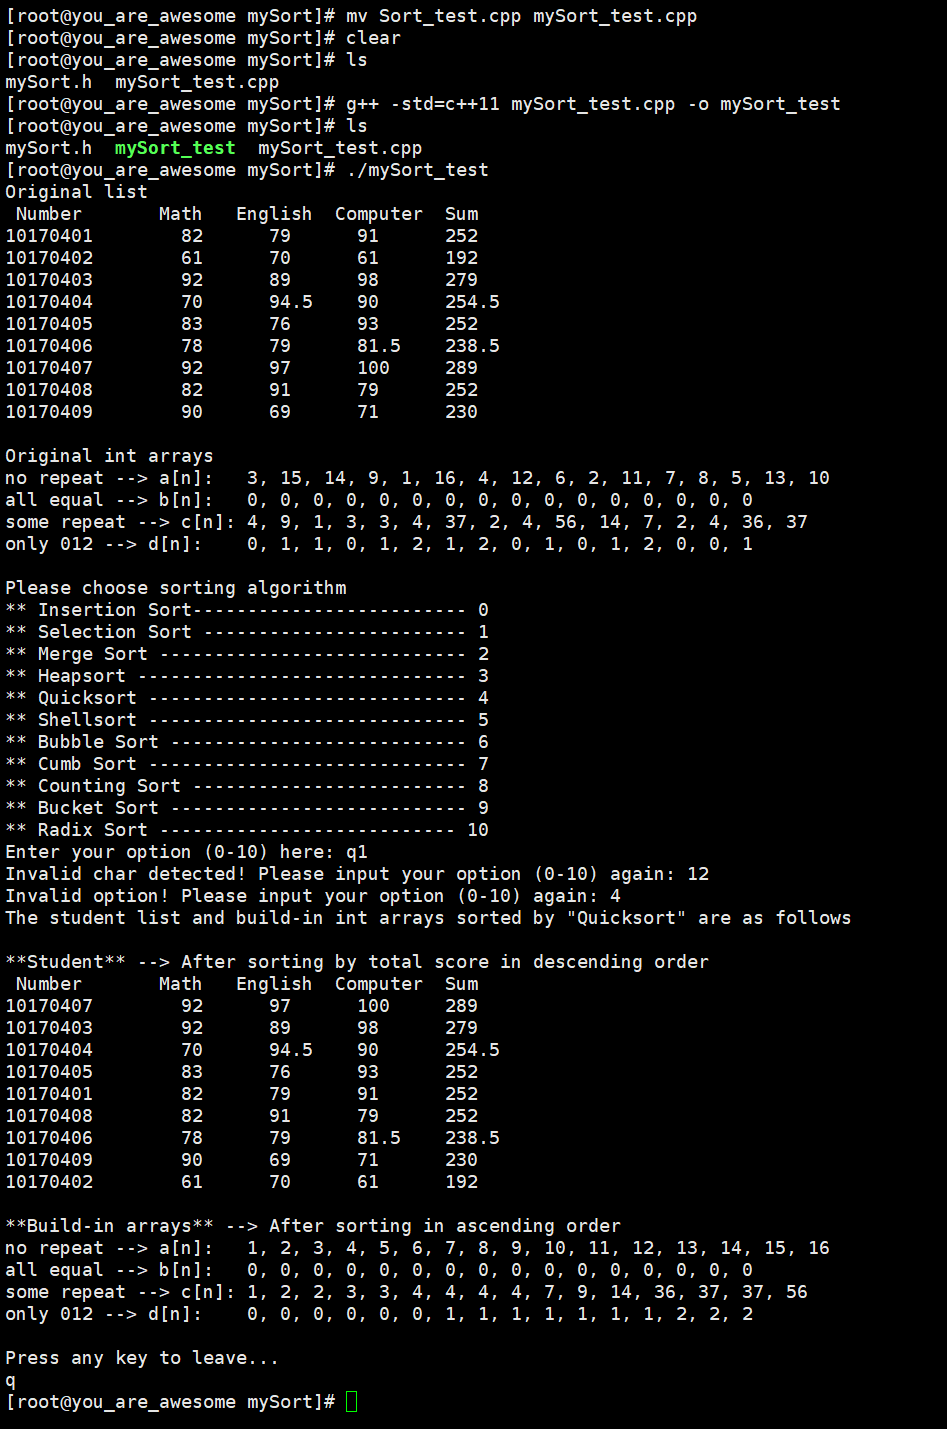 [root@you_are_awesome mySort]# mv Sort_test.cpp mySort_test.cpp
[root@you_are_awesome mySort]# clear
[root@you_are_awesome mySort]# ls
mySort.h  mySort_test.cpp
[root@you_are_awesome mySort]# g++ -std=c++11 mySort_test.cpp -o mySort_test
[root@you_are_awesome mySort]# ls
mySort.h  mySort_test  mySort_test.cpp
[root@you_are_awesome mySort]# ./mySort_test
Original list
 Number       Math   English  Computer  Sum
10170401        82      79      91      252
10170402        61      70      61      192
10170403        92      89      98      279
10170404        70      94.5    90      254.5
10170405        83      76      93      252
10170406        78      79      81.5    238.5
10170407        92      97      100     289
10170408        82      91      79      252
10170409        90      69      71      230
Original int arrays
no repeat --> a[n]:   3, 15, 14, 9, 1, 16, 4, 12, 6, 2, 11, 7, 8, 5, 13, 10
all equal --> b[n]:   0, 0, 0, 0, 0, 0, 0, 0, 0, 0, 0, 0, 0, 0, 0, 0
some repeat --> c[n]: 4, 9, 1, 3, 3, 4, 37, 2, 4, 56, 14, 7, 2, 4, 36, 37
only 012 --> d[n]:    0, 1, 1, 0, 1, 2, 1, 2, 0, 1, 0, 1, 2, 0, 0, 1
Please choose sorting algorithm
** Insertion Sort------------------------- 0
** Selection Sort ------------------------ 1
** Merge Sort ---------------------------- 2
** Heapsort ------------------------------ 3
** Quicksort ----------------------------- 4
** Shellsort ----------------------------- 5
** Bubble Sort --------------------------- 6
** Cumb Sort ----------------------------- 7
** Counting Sort ------------------------- 8
** Bucket Sort --------------------------- 9
** Radix Sort --------------------------- 10
Enter your option (0-10) here: q1
Invalid char detected! Please input your option (0-10) again: 12
Invalid option! Please input your option (0-10) again: 4
The student list and build-in int arrays sorted by "Quicksort" are as follows
**Student** --> After sorting by total score in descending order
 Number       Math   English  Computer  Sum
10170407        92      97      100     289
10170403        92      89      98      279
10170404        70      94.5    90      254.5
10170405        83      76      93      252
10170401        82      79      91      252
10170408        82      91      79      252
10170406        78      79      81.5    238.5
10170409        90      69      71      230
10170402        61      70      61      192
**Build-in arrays** --> After sorting in ascending order
no repeat --> a[n]:   1, 2, 3, 4, 5, 6, 7, 8, 9, 10, 11, 12, 13, 14, 15, 16
all equal --> b[n]:   0, 0, 0, 0, 0, 0, 0, 0, 0, 0, 0, 0, 0, 0, 0, 0
some repeat --> c[n]: 1, 2, 2, 3, 3, 4, 4, 4, 4, 7, 9, 14, 36, 37, 37, 56
only 012 --> d[n]:    0, 0, 0, 0, 0, 0, 1, 1, 1, 1, 1, 1, 1, 2, 2, 2
Press any key to leave...
q
[root@you_are_awesome mySort]#